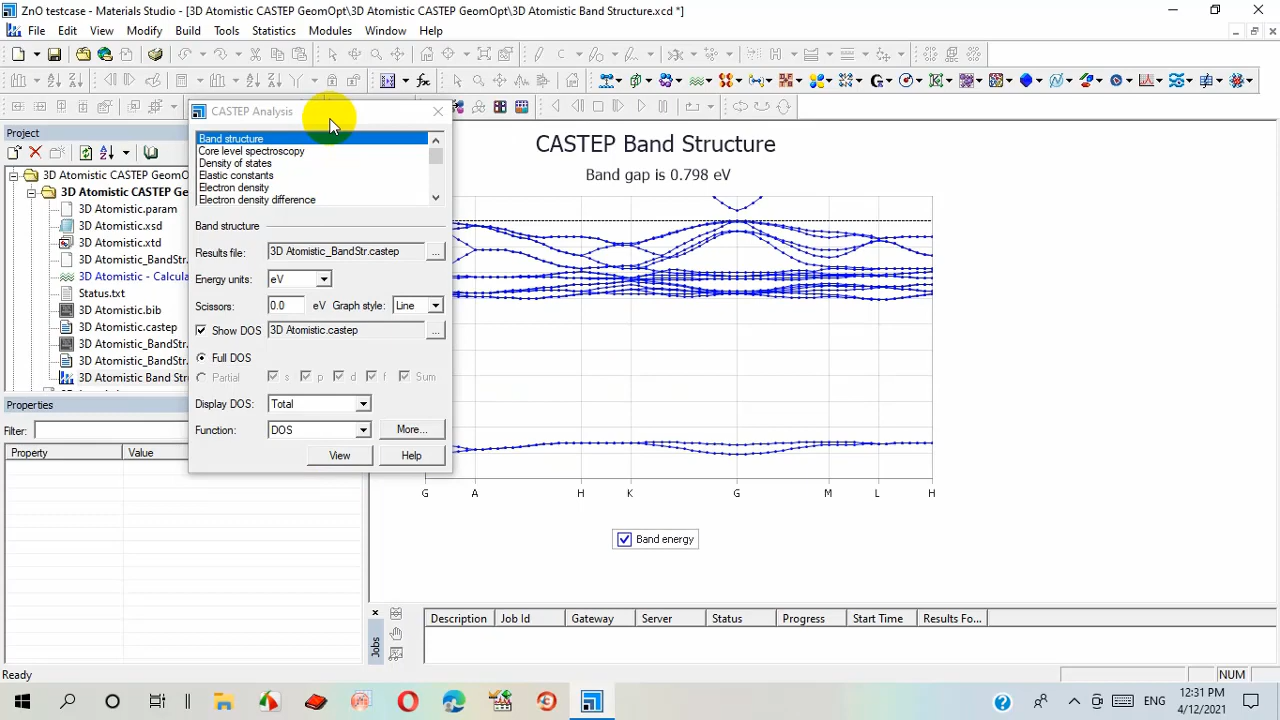 ZnO testcase - Materials Studio - [3D Atomistic CASTEP GeomOpt\3D Atomistic Band Structure.xcd *]
File Edit View Modify Build Tools Statistics Modules Window Help
Project
3D Atomistic CASTEP GeomO
3D Atomistic CASTEP Ge
3D Atomistic.param
3D Atomistic.xsd
3D Atomistic.xtd
3D Atomistic_BandStr.
3D Atomistic - Calcula
Status.txt
3D Atomistic.bib
3D Atomistic.castep
3D Atomistic_BandStr.
3D Atomistic_BandStr.
3D Atomistic Band Str
Properties
Filter:
Property Value
CASTEP Analysis
Band structure
Core level spectroscopy
Density of states
Elastic constants
Electron density
Electron density difference
Band structure
Results file: 3D Atomistic_BandStr.castep ...
Energy units: eV
Scissors: 0.0 eV Graph style: Line
Show DOS 3D Atomistic.castep ...
Full DOS
Partial s p d f Sum
Display DOS: Total
Function: DOS More...
View Help
CASTEP Band Structure
Band gap is 0.798 eV
G A H K G M L H
Band energy
Jobs
Description Job Id Gateway Server Status Progress Start Time Results Fo...
Ready
NUM
ENG
12:31 PM
4/12/2021